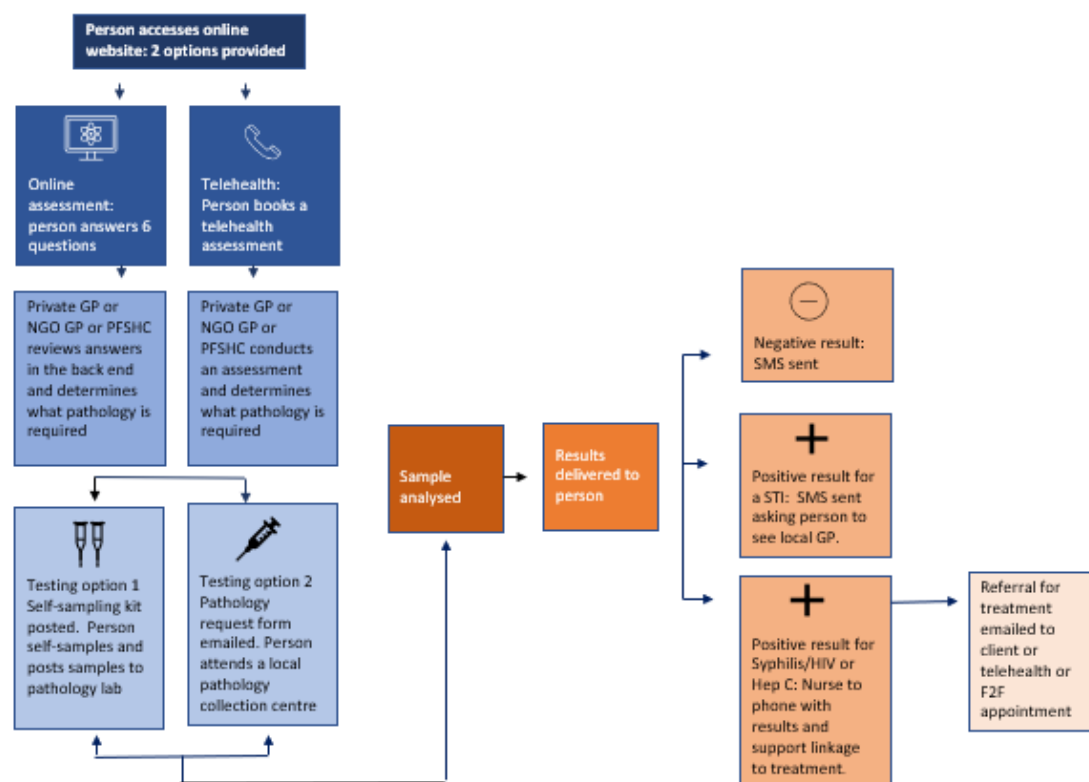 Person accesses online
website: 2 options provided
Online
assessment:
person answers 6
questions
Telehealth:
Person books a
telehealth
assessment
Private GP or
NGO GP or PFSHC
reviews answers
in the back end
and determines
what pathology is
required
Private GP or
NGO GP or
PFSHC conducts
an assessment
and determines
what pathology is
required
Testing option 1
Self-sampling kit
posted. Person
self-samples and
posts samples to
pathology lab
Testing option 2
Pathology
request form
emailed. Person
attends a local
pathology
collection centre
Sample
analysed
Results
delivered to
person
Negative result:
SMS sent
Positive result for
a STI: SMS sent
asking person to
see local GP.
Positive result for
Syphilis/HIV or
Hep C: Nurse to
phone with
results and
support linkage
to treatment.
Referral for
treatment
emailed to
client or
telehealth or
F2F
appointment